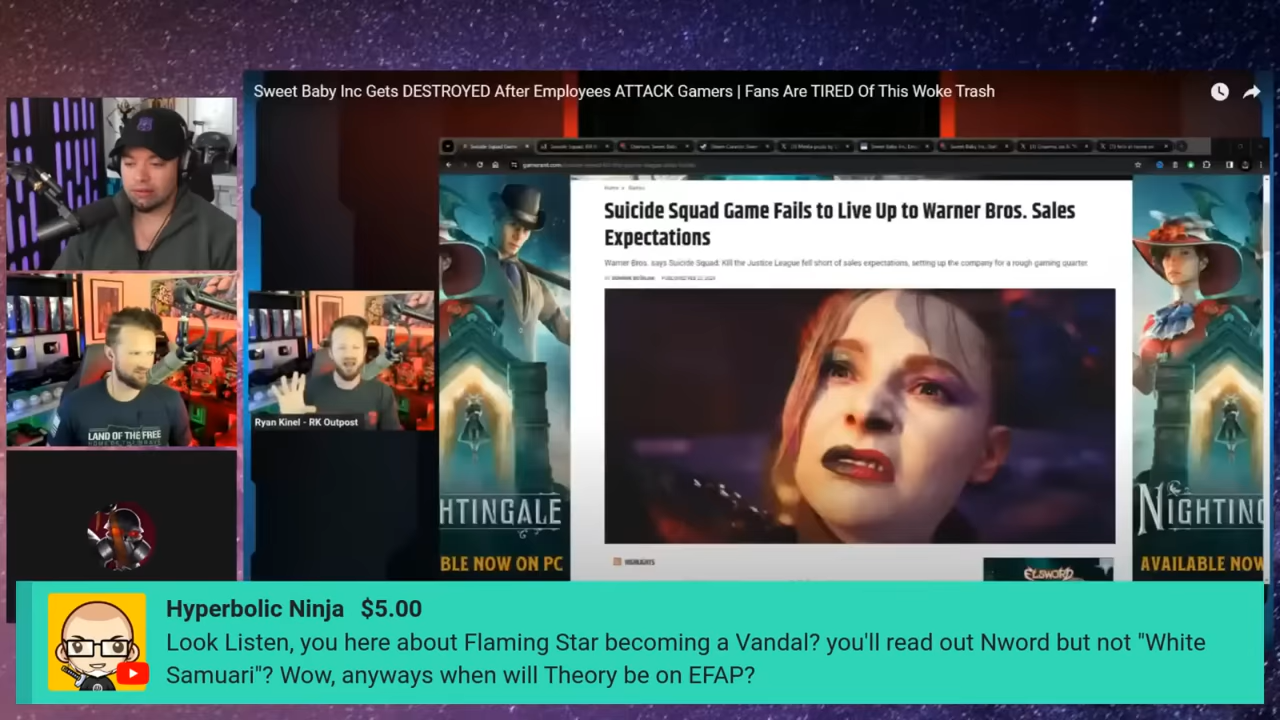 Sweet Baby Inc Gets DESTROYED After Employees ATTACK Gamers | Fans Are TIRED Of This Woke Trash
Suicide Squad Game Fails to Live Up to Warner Bros. Sales
Expectations
Warner Bros. says Suicide Squad: Kill the Justice League fell short of sales expectations, setting up the company for a rough gaming quarter.
Ryan Kinel - RK Outpost
LAND OF THE FREE
HTINGALE
BLE NOW ON PC
NIGHTING
AVAILABLE NOW
HIGHLIGHTS
ELSWORD
Hyperbolic Ninja $5.00
Look Listen, you here about Flaming Star becoming a Vandal? you'll read out Nword but not "White
Samuari"? Wow, anyways when will Theory be on EFAP?